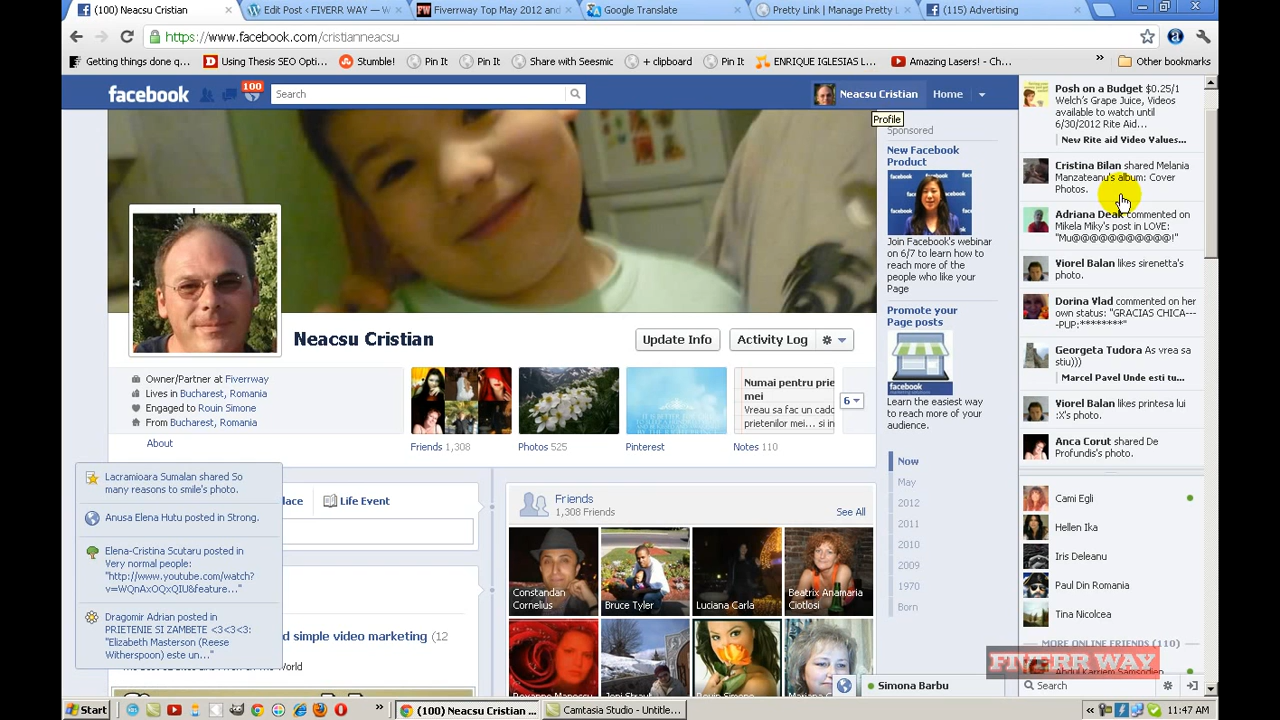 (100) Neacsu Cristian
Edit Post ‹ FIVERR WAY — W
Fiverrway Top May 2012 and
Google Translate
Pretty Link | Manage Pretty L
(115) Advertising
https://www.facebook.com/cristianneacsu
Getting things done q...
Using Thesis SEO Option...
Stumble!
Pin It
Pin It
Share with Seesmic
+ clipboard
Pin It
ENRIQUE IGLESIAS L...
Amazing Lasers! - Ch...
»
Other bookmarks
facebook
100
Search
Neacsu Cristian
Home
Profile
Sponsored
New Facebook
Product
facebook
Join Facebook's webinar
on 6/7 to learn how to
reach more of the
people who like your
Page
Promote your
Page posts
facebook
Learn the easiest way
to reach more of your
audience.
Neacsu Cristian
Update Info
Activity Log
Owner/Partner at Fiverrway
Lives in Bucharest, Romania
Engaged to Rouin Simone
From Bucharest, Romania
About
Friends 1,308
Photos 525
Pinterest
Numai pentru prie
mei
Vreau sa fac un cado
prietenilor mei... si in
Notes 110
6
Now
May
2012
2011
2010
2009
1970
Born
Lacramioara Sumalan shared So
many reasons to smile's photo.
Anusa Elena Hutu posted in Strong.
Elena-Cristina Scutaru posted in
Very normal people:
"http://www.youtube.com/watch?
v=WQnAxOQxQIU&feature..."
Dragomir Adrian posted in
PRIETENIE SI ZAMBETE <3<3<3:
"Elizabeth Masterson (Reese
Witherspoon) este un..."
lace
Life Event
d simple video marketing (12
Friends
1,308 Friends
See All
Constandan
Cornelius
Bruce Tyler
Luciana Carla
Beatrix Anamaria
Ciotlosi
Posh on a Budget $0.25/1
Welch's Grape Juice, Videos
available to watch until
6/30/2012 Rite Aid...
New Rite aid Video Values...
Cristina Bilan shared Melania
Manzateanu's album: Cover
Photos.
Adriana Deak commented on
Mikela Miky's post in LOVE:
"Mu@@@@@@@@@@@!"
Viorel Balan likes sirenetta's
photo.
Dorina Vlad commented on her
own status: "GRACIAS CHICA---
-PUP:********"
Georgeta Tudora As vrea sa
stiu)))
Marcel Pavel Unde esti tu...
Viorel Balan likes printesa lui
:X's photo.
Anca Corut shared De
Profundis's photo.
Cami Egli
Hellen Ika
Iris Deleanu
Paul Din Romania
Tina Nicolcea
MORE ONLINE FRIENDS (110)
FIVERR WAY
Simona Barbu
Search
Start
»
(100) Neacsu Cristian ...
Camtasia Studio - Untitle...
«
11:47 AM